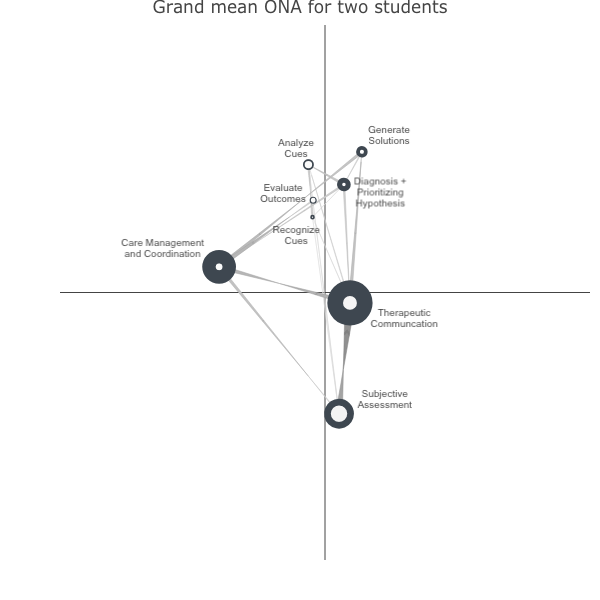 Grand mean ONA for two students
Generate
Solutions
Analyze
Cues
Diagnosis +
Prioritizing
Hypothesis
Evaluate
Outcomes
Recognize
Cues
Care Management
and Coordination
Therapeutic
Communcation
Subjective
Assessment